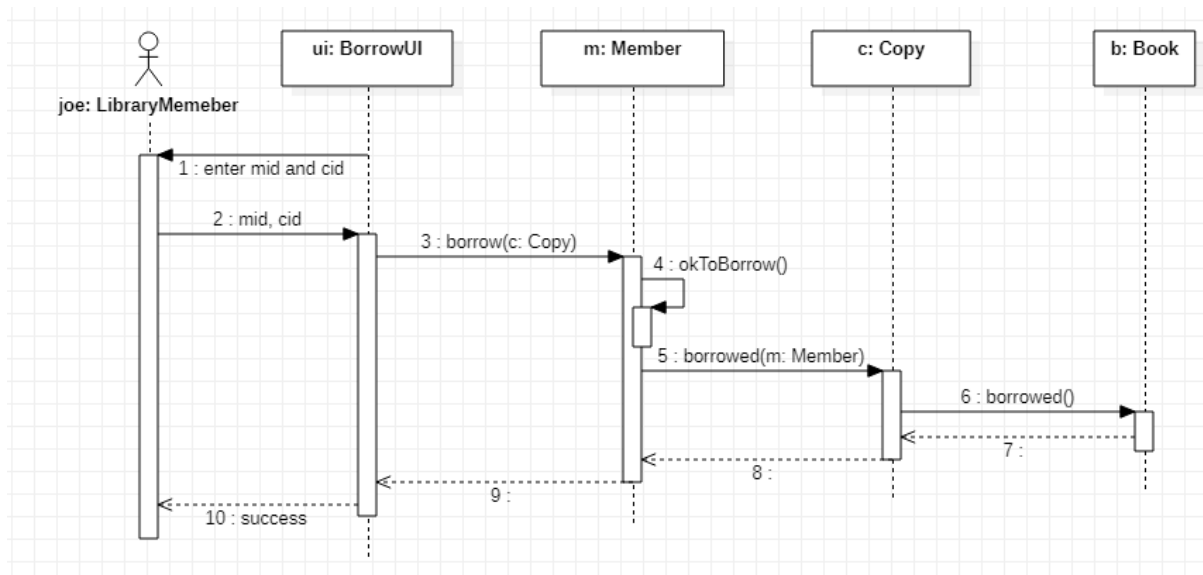 ui: BorrowUI
m: Member
c: Copy
b: Book
joe: LibraryMemeber
1 : enter mid and cid
2 : mid, cid
3 : borrow(c: Copy)
4 : okToBorrow()
5 : borrowed(m: Member)
6 : borrowed()
7 :
8 :
9 :
10 : success